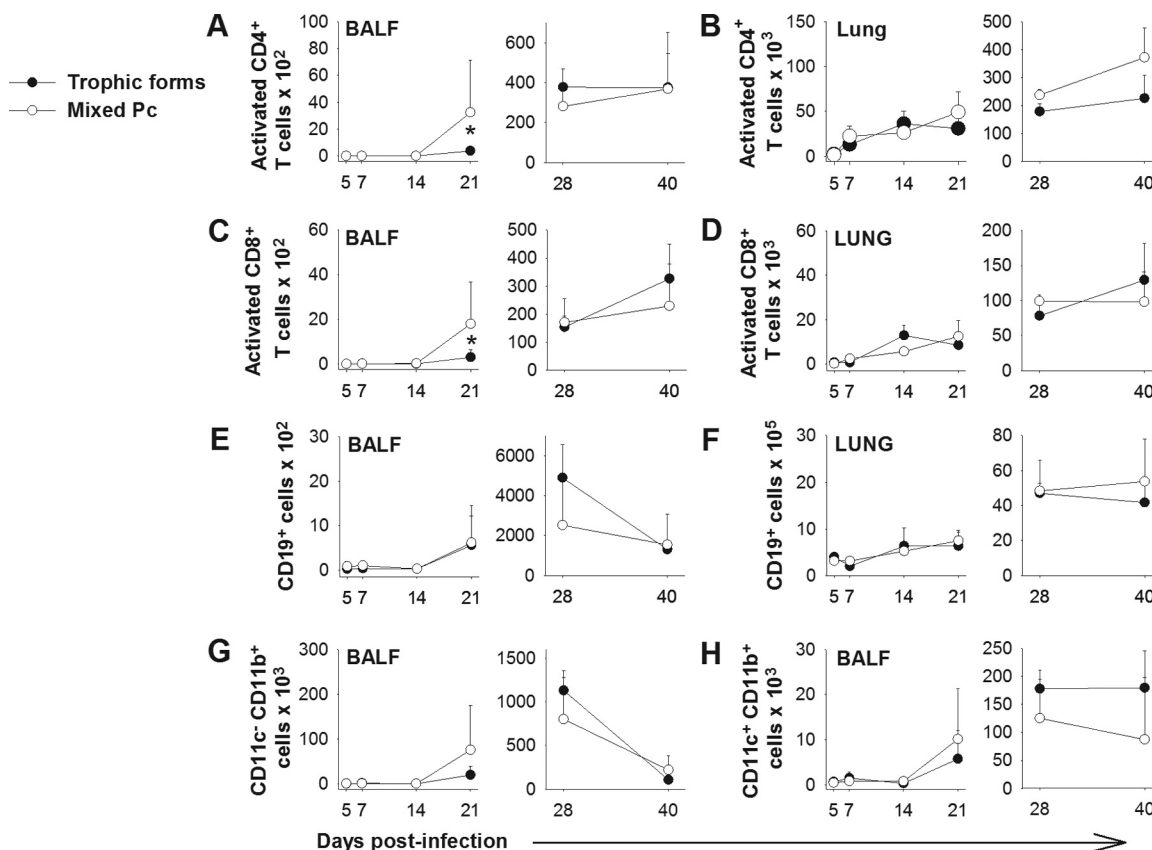 Trophic forms
Mixed Pc
A
Activated CD4+
T cells x 10²
BALF
100
80
60
40
20
0
*
5 7 14 21
600
400
200
0
28 40
B
Activated CD4+
T cells x 10³
Lung
150
100
50
0
5 7 14 21
500
400
300
200
100
0
28 40
C
Activated CD8+
T cells x 10²
BALF
60
40
20
0
*
5 7 14 21
500
400
300
200
100
0
28 40
D
Activated CD8+
T cells x 10³
LUNG
60
40
20
0
5 7 14 21
200
150
100
50
0
28 40
E
CD19+ cells x 10²
BALF
30
20
10
0
5 7 14 21
6000
4000
2000
0
28 40
F
CD19+ cells x 10⁵
LUNG
30
20
10
0
5 7 14 21
80
60
40
20
0
28 40
G
CD11c- CD11b+
cells x 10³
BALF
300
200
100
0
5 7 14 21
1500
1000
500
0
28 40
H
CD11c+ CD11b+
cells x 10³
BALF
30
20
10
0
5 7 14 21
250
200
150
100
50
0
28 40
Days post-infection